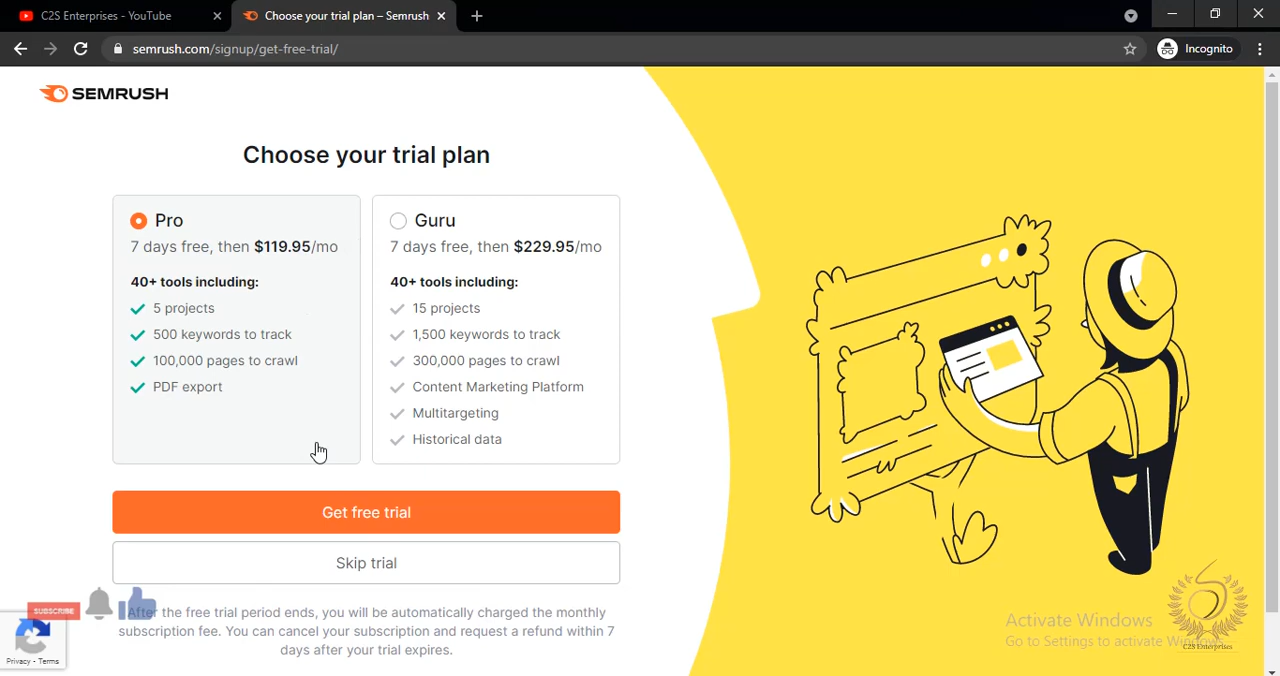 C2S Enterprises - YouTube
Choose your trial plan – Semrush
semrush.com/signup/get-free-trial/
Incognito
SEMRUSH
Choose your trial plan
Pro
7 days free, then $119.95/mo
40+ tools including:
5 projects
500 keywords to track
100,000 pages to crawl
PDF export
Guru
7 days free, then $229.95/mo
40+ tools including:
15 projects
1,500 keywords to track
300,000 pages to crawl
Content Marketing Platform
Multitargeting
Historical data
Get free trial
Skip trial
After the free trial period ends, you will be automatically charged the monthly
subscription fee. You can cancel your subscription and request a refund within 7
days after your trial expires.
SUBSCRIBE
Privacy - Terms
Activate Windows
Go to Settings to activate Windows.
C2S Enterprises